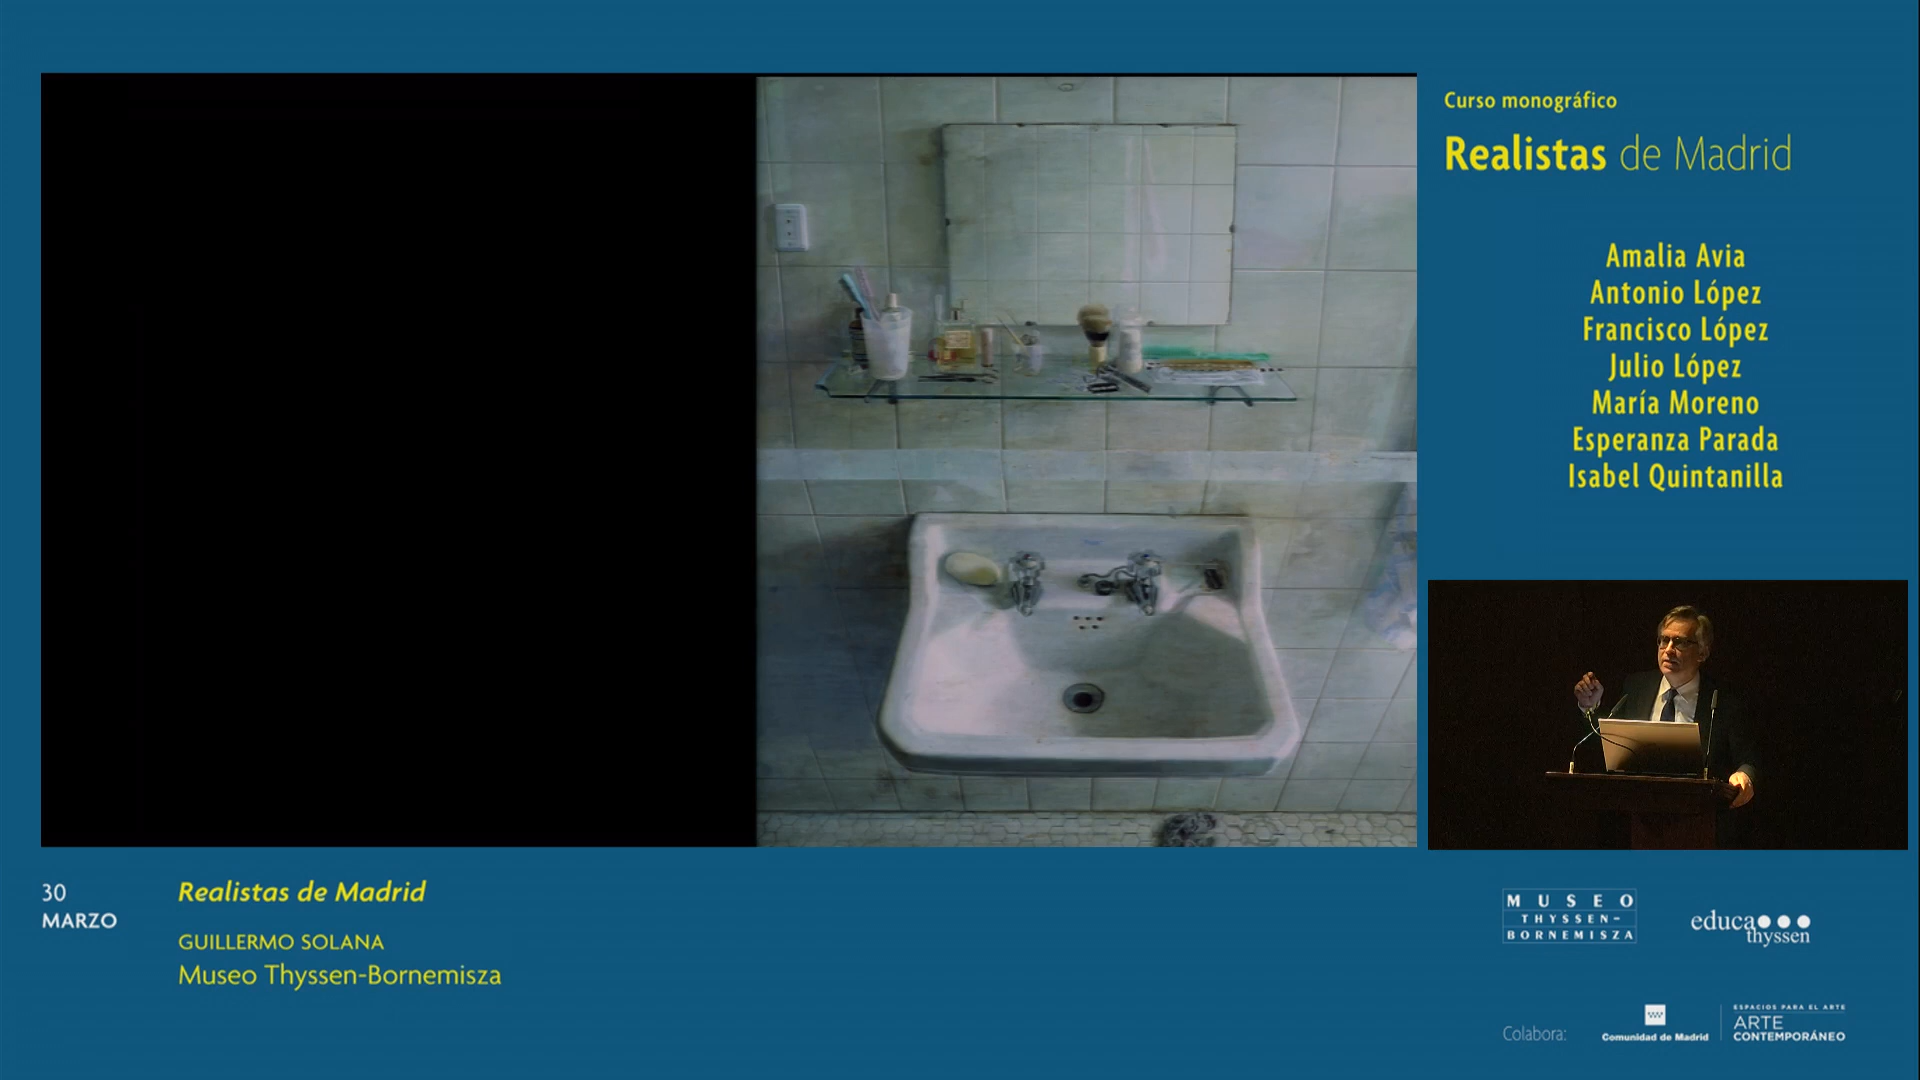 Curso monográfico
Realistas de Madrid
Amalia Avia
Antonio López
Francisco López
Julio López
María Moreno
Esperanza Parada
Isabel Quintanilla
30
MARZO
Realistas de Madrid
GUILLERMO SOLANA
Museo Thyssen-Bornemisza
MUSEO
THYSSEN-
BORNEMISZA
educa
thyssen
Colabora:
Comunidad de Madrid
ESPACIOS PARA EL ARTE
ARTE
CONTEMPORÁNEO